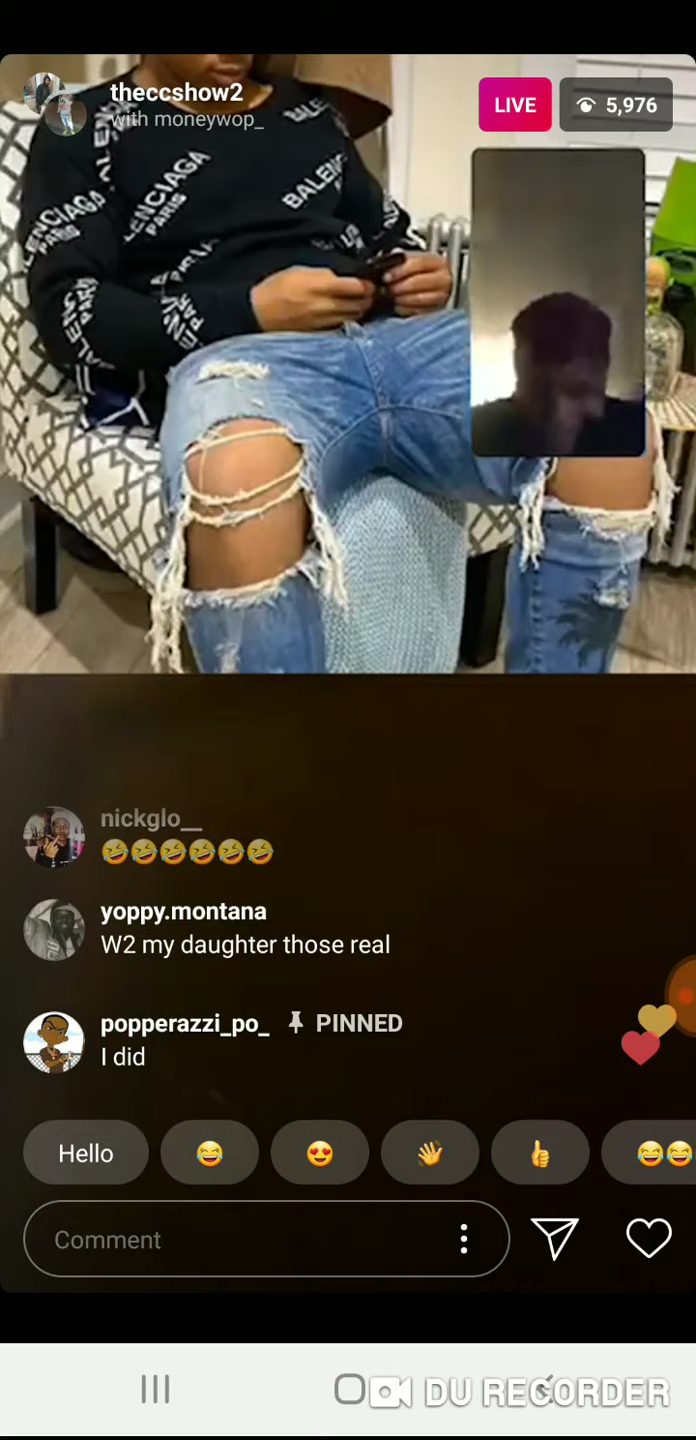 theccshow2
with moneywop_
LIVE
5,976
BALENCIAGA
PARIS
nickglo__
🤣🤣🤣🤣🤣🤣
yoppy.montana
W2 my daughter those real
popperazzi_po_ PINNED
I did
Hello 😂 😍 👋 👍 😂😂
Comment
DU RECORDER